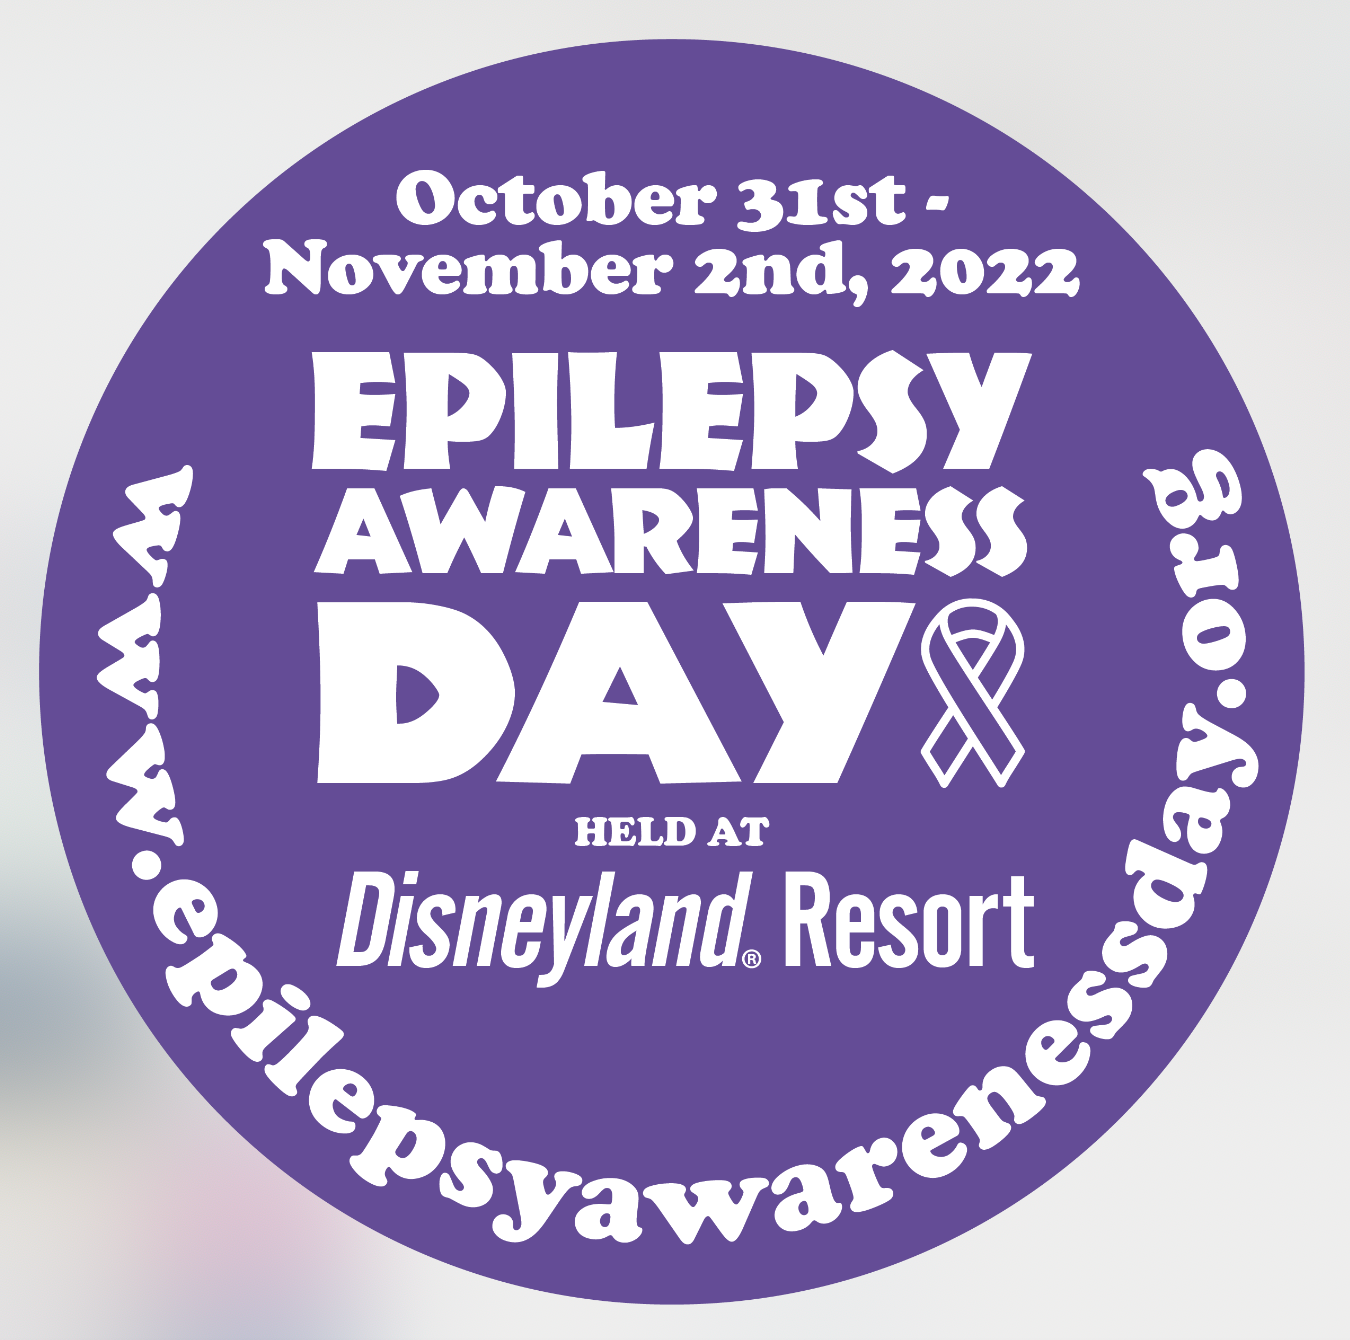 October 31st -
November 2nd, 2022
EPILEPSY
AWARENESS
DAY
HELD AT
Disneyland® Resort
www.epilepsyawarenessday.org